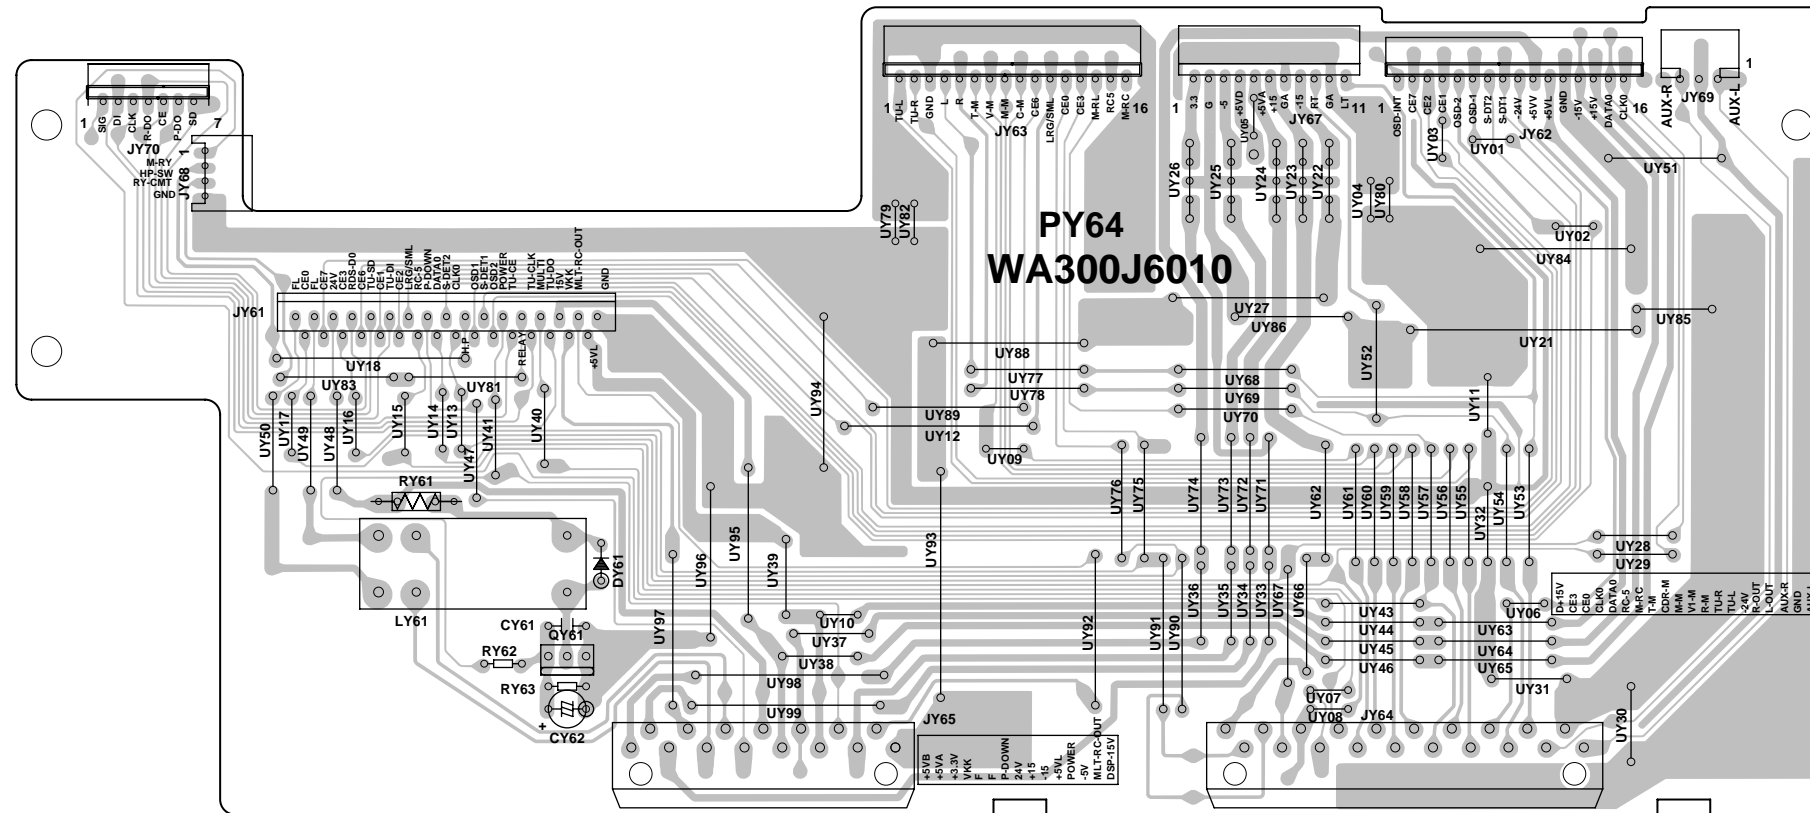 PY64
WA300J6010
1
7
SIG
DI
CLK
R-DO
CE
P-DO
SD
JY70
M-RY
HP-SW
RY-CMT
GND
1
JY68
1
16
TU-L
TU-R
GND
L
R
T-M
V-M
M-M
C-M
CE6
LRG/SML
CE0
CE3
M-RL
RC5
M-RC
JY63
1
11
3.3
G
-5
+5VD
+5VA
+15
GA
-15
RT
GA
LT
UY05
JY67
1
16
OSD-INT
CE7
CE2
CE1
OSD-2
OSD-1
S-DT2
S-DT1
-24V
+5VV
+5VL
GND
-15V
+15V
DATA0
CLK0
JY62
AUX-R
JY69
AUX-L
1
UY03
UY01
UY51
UY26
UY25
UY24
UY23
UY22
UY04
UY80
UY79
UY82
UY02
UY84
FL
CE0
FL
CE7
24V
CE3
RDS-D0
CE6
TU-SD
CE1
TU-DI
CE2
LRG/SML
RC-5
P-DOWN
DATA0
S-DET2
CLK0
OSD1
S-DET1
OSD2
POWER
TU-CE
TU-CLK
MULTI
TU-DO
15V
VKK
MLT-RC-OUT
GND
JY61
H.P
RELAY
+5VL
UY27
UY86
UY85
UY21
UY52
UY18
UY83
UY81
UY88
UY77
UY78
UY68
UY69
UY70
UY94
UY89
UY12
UY09
UY11
UY50
UY17
UY49
UY48
UY16
UY15
UY14
UY13
UY47
UY41
UY40
RY61
UY76
UY75
UY74
UY73
UY72
UY71
UY62
UY61
UY60
UY59
UY58
UY57
UY56
UY55
UY32
UY54
UY53
UY28
UY29
UY96
UY95
UY39
UY93
DY61
LY61
CY61
QY61
RY62
RY63
+
CY62
UY97
UY10
UY37
UY38
UY98
UY99
UY92
UY91
UY90
UY36
UY35
UY34
UY33
UY67
UY66
UY43
UY44
UY45
UY46
UY06
UY63
UY64
UY65
UY31
UY07
UY08
UY30
JY65
JY64
D+15V
CE3
CE0
CLK0
DATA0
RC-5
M-RC
T-M
CDR-M
M-M
V1-M
R-M
TU-R
TU-L
-24V
R-OUT
L-OUT
AUX-R
GND
+5VB
+5VA
+3.3V
VKK
F
F
P-DOWN
24V
+15
-15
+5VL
POWER
-5V
MLT-RC-OUT
DSP-15V